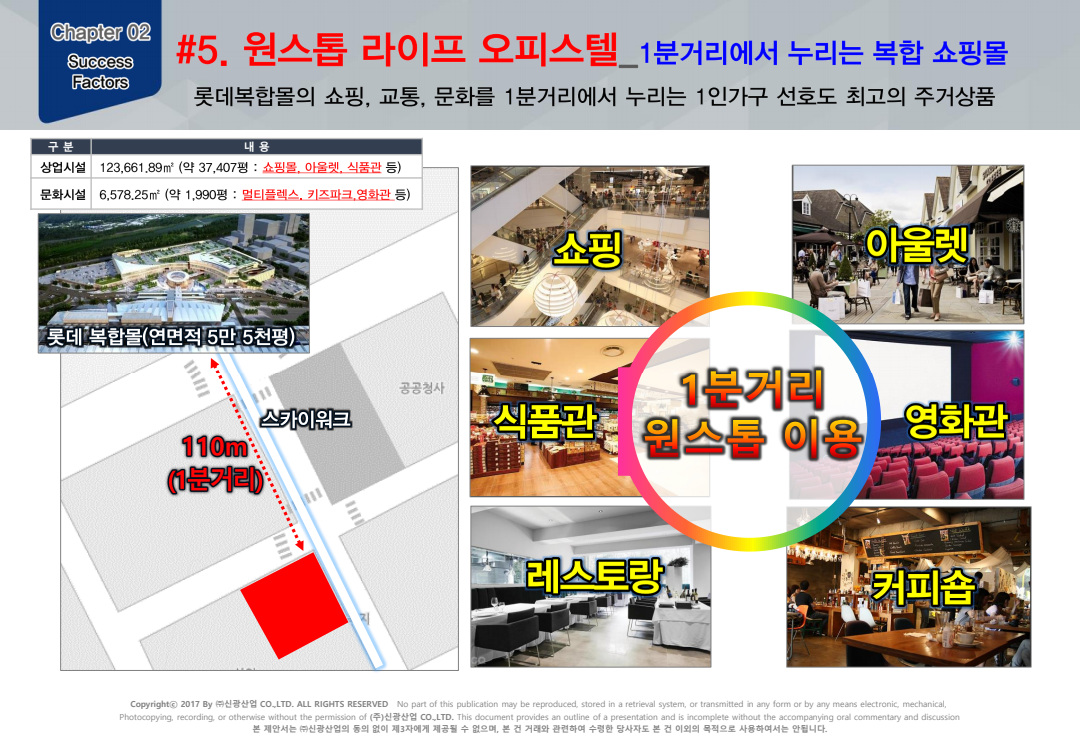 Chapter 02
Success
Factors
#5. 원스톱 라이프 오피스텔_1분거리에서 누리는 복합 쇼핑몰
롯데복합몰의 쇼핑, 교통, 문화를 1분거리에서 누리는 1인가구 선호도 최고의 주거상품
구 분 내 용
상업시설 123,661.89㎡ (약 37,407평 : 쇼핑몰, 아울렛, 식품관 등)
문화시설 6,578.25㎡ (약 1,990평 : 멀티플렉스, 키즈파크,영화관 등)
롯데 복합몰(연면적 5만 5천평)
공공청사
스카이워크
110m
(1분거리)
쇼핑
아울렛
식품관
1분거리
원스톱 이용
영화관
레스토랑
커피숍
Copyrightⓒ 2017 By ㈜신광산업 CO.,LTD. ALL RIGHTS RESERVED No part of this publication may be reproduced, stored in a retrieval system, or transmitted in any form or by any means electronic, mechanical,
Photocopying, recording, or otherwise without the permission of (주)신광산업 CO.,LTD. This document provides an outline of a presentation and is incomplete without the accompanying oral commentary and discussion
본 제안서는 ㈜신광산업의 동의 없이 제3자에게 제공될 수 없으며, 본 건 거래와 관련하여 수령한 당사자도 본 건 이외의 목적으로 사용하여서는 안됩니다.